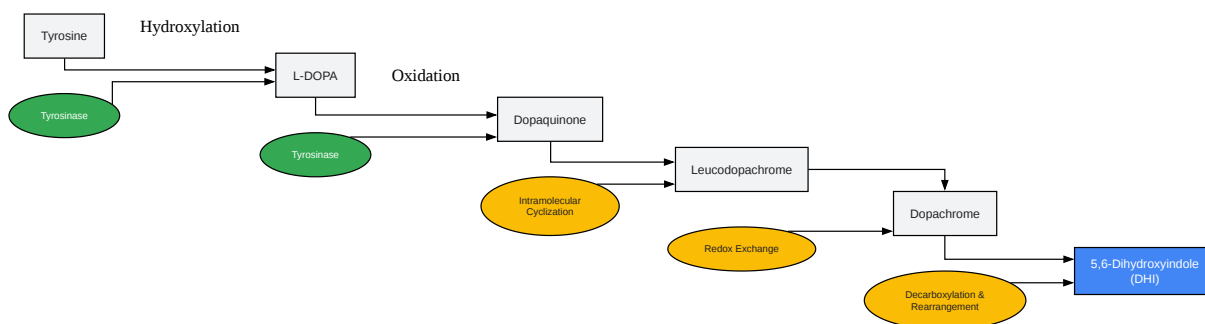 Tyrosine
Hydroxylation
Tyrosinase
L-DOPA
Oxidation
Tyrosinase
Dopaquinone
Intramolecular
Cyclization
Leucodopachrome
Redox Exchange
Dopachrome
Decarboxylation &
Rearrangement
5,6-Dihydroxyindole
(DHI)